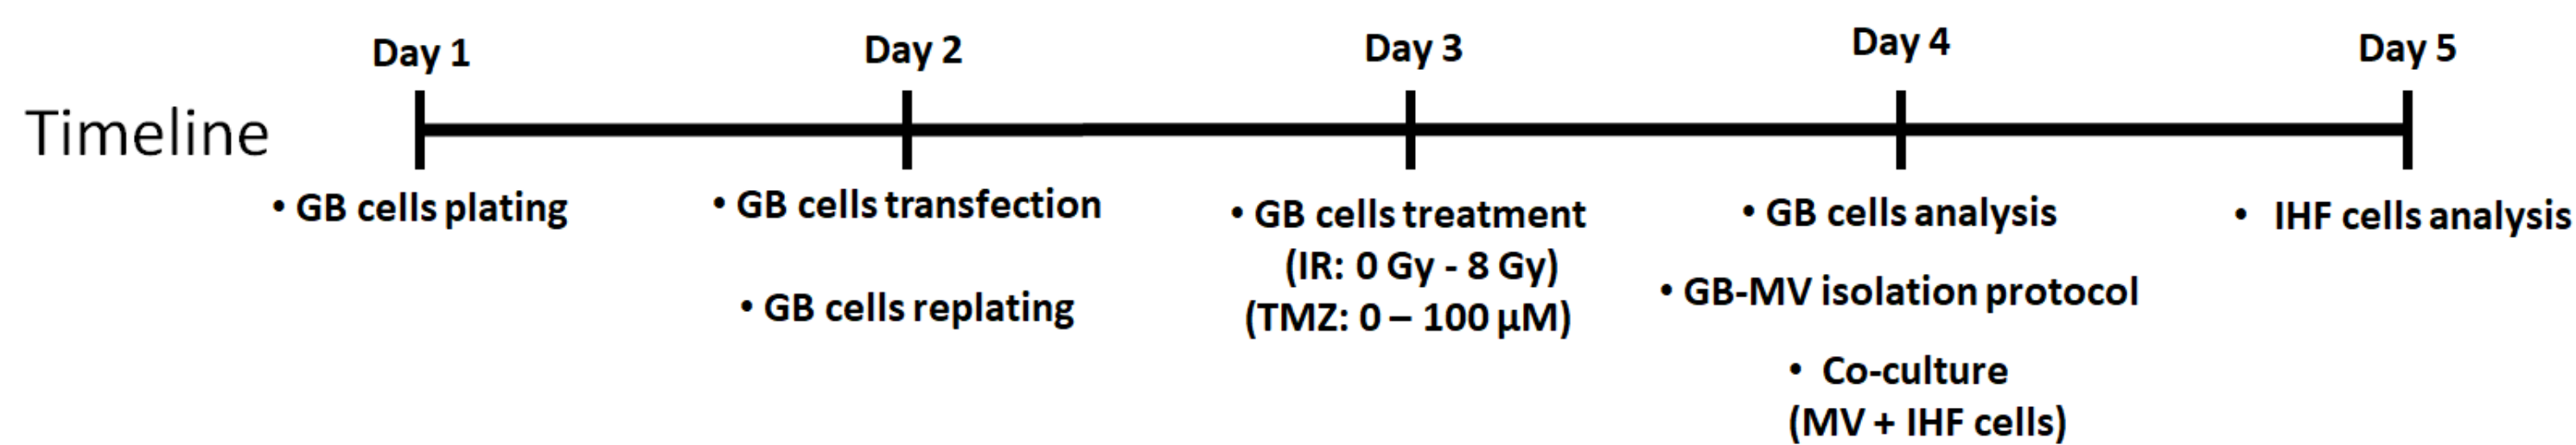 Timeline
Day 1
• GB cells plating
Day 2
• GB cells transfection
• GB cells replating
Day 3
• GB cells treatment
(IR: 0 Gy - 8 Gy)
(TMZ: 0 – 100 μM)
Day 4
• GB cells analysis
• GB-MV isolation protocol
• Co-culture
(MV + IHF cells)
Day 5
• IHF cells analysis